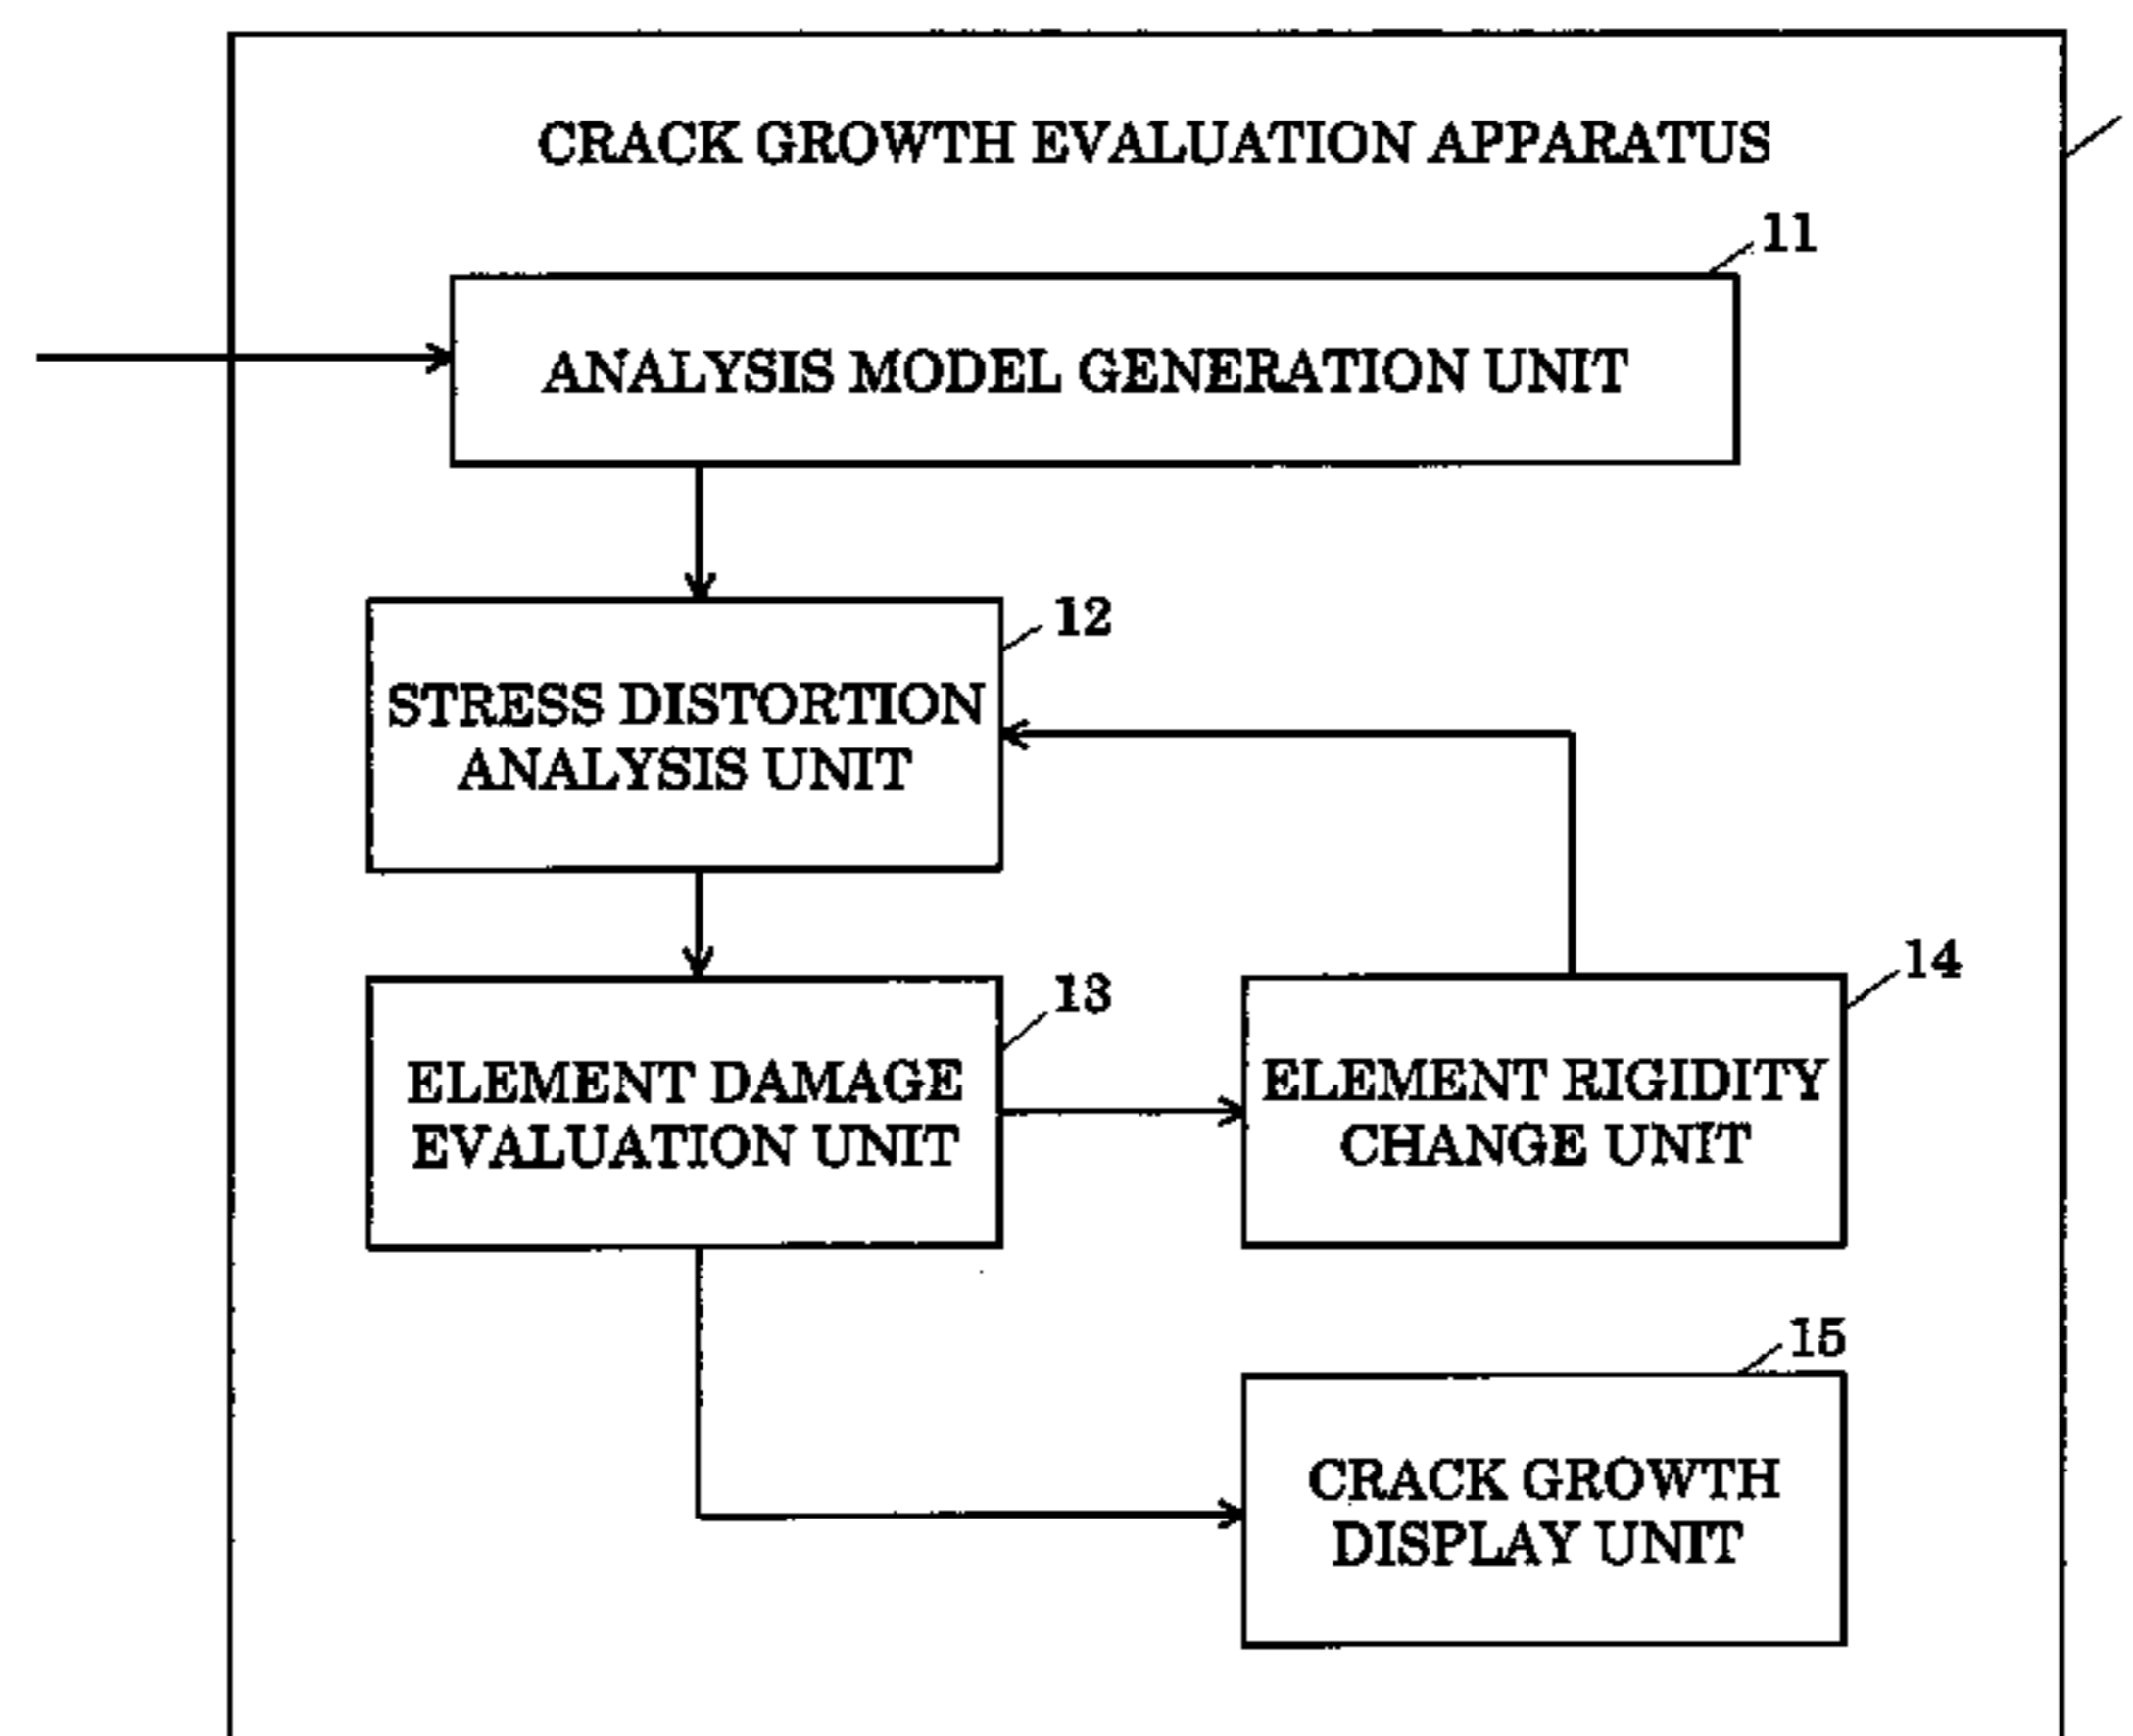 CRACK GROWTH EVALUATION APPARATUS
11
ANALYSIS MODEL GENERATION UNIT
12
STRESS DISTORTION
ANALYSIS UNIT
13
ELEMENT DAMAGE
EVALUATION UNIT
14
ELEMENT RIGIDITY
CHANGE UNIT
15
CRACK GROWTH
DISPLAY UNIT